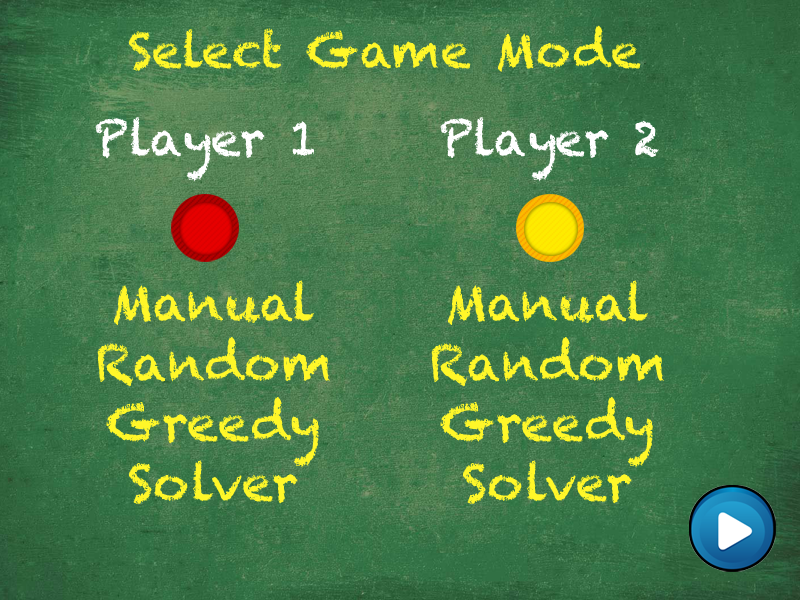 Select Game Mode
Player 1 Player 2
Manual Manual
Random Random
Greedy Greedy
Solver Solver